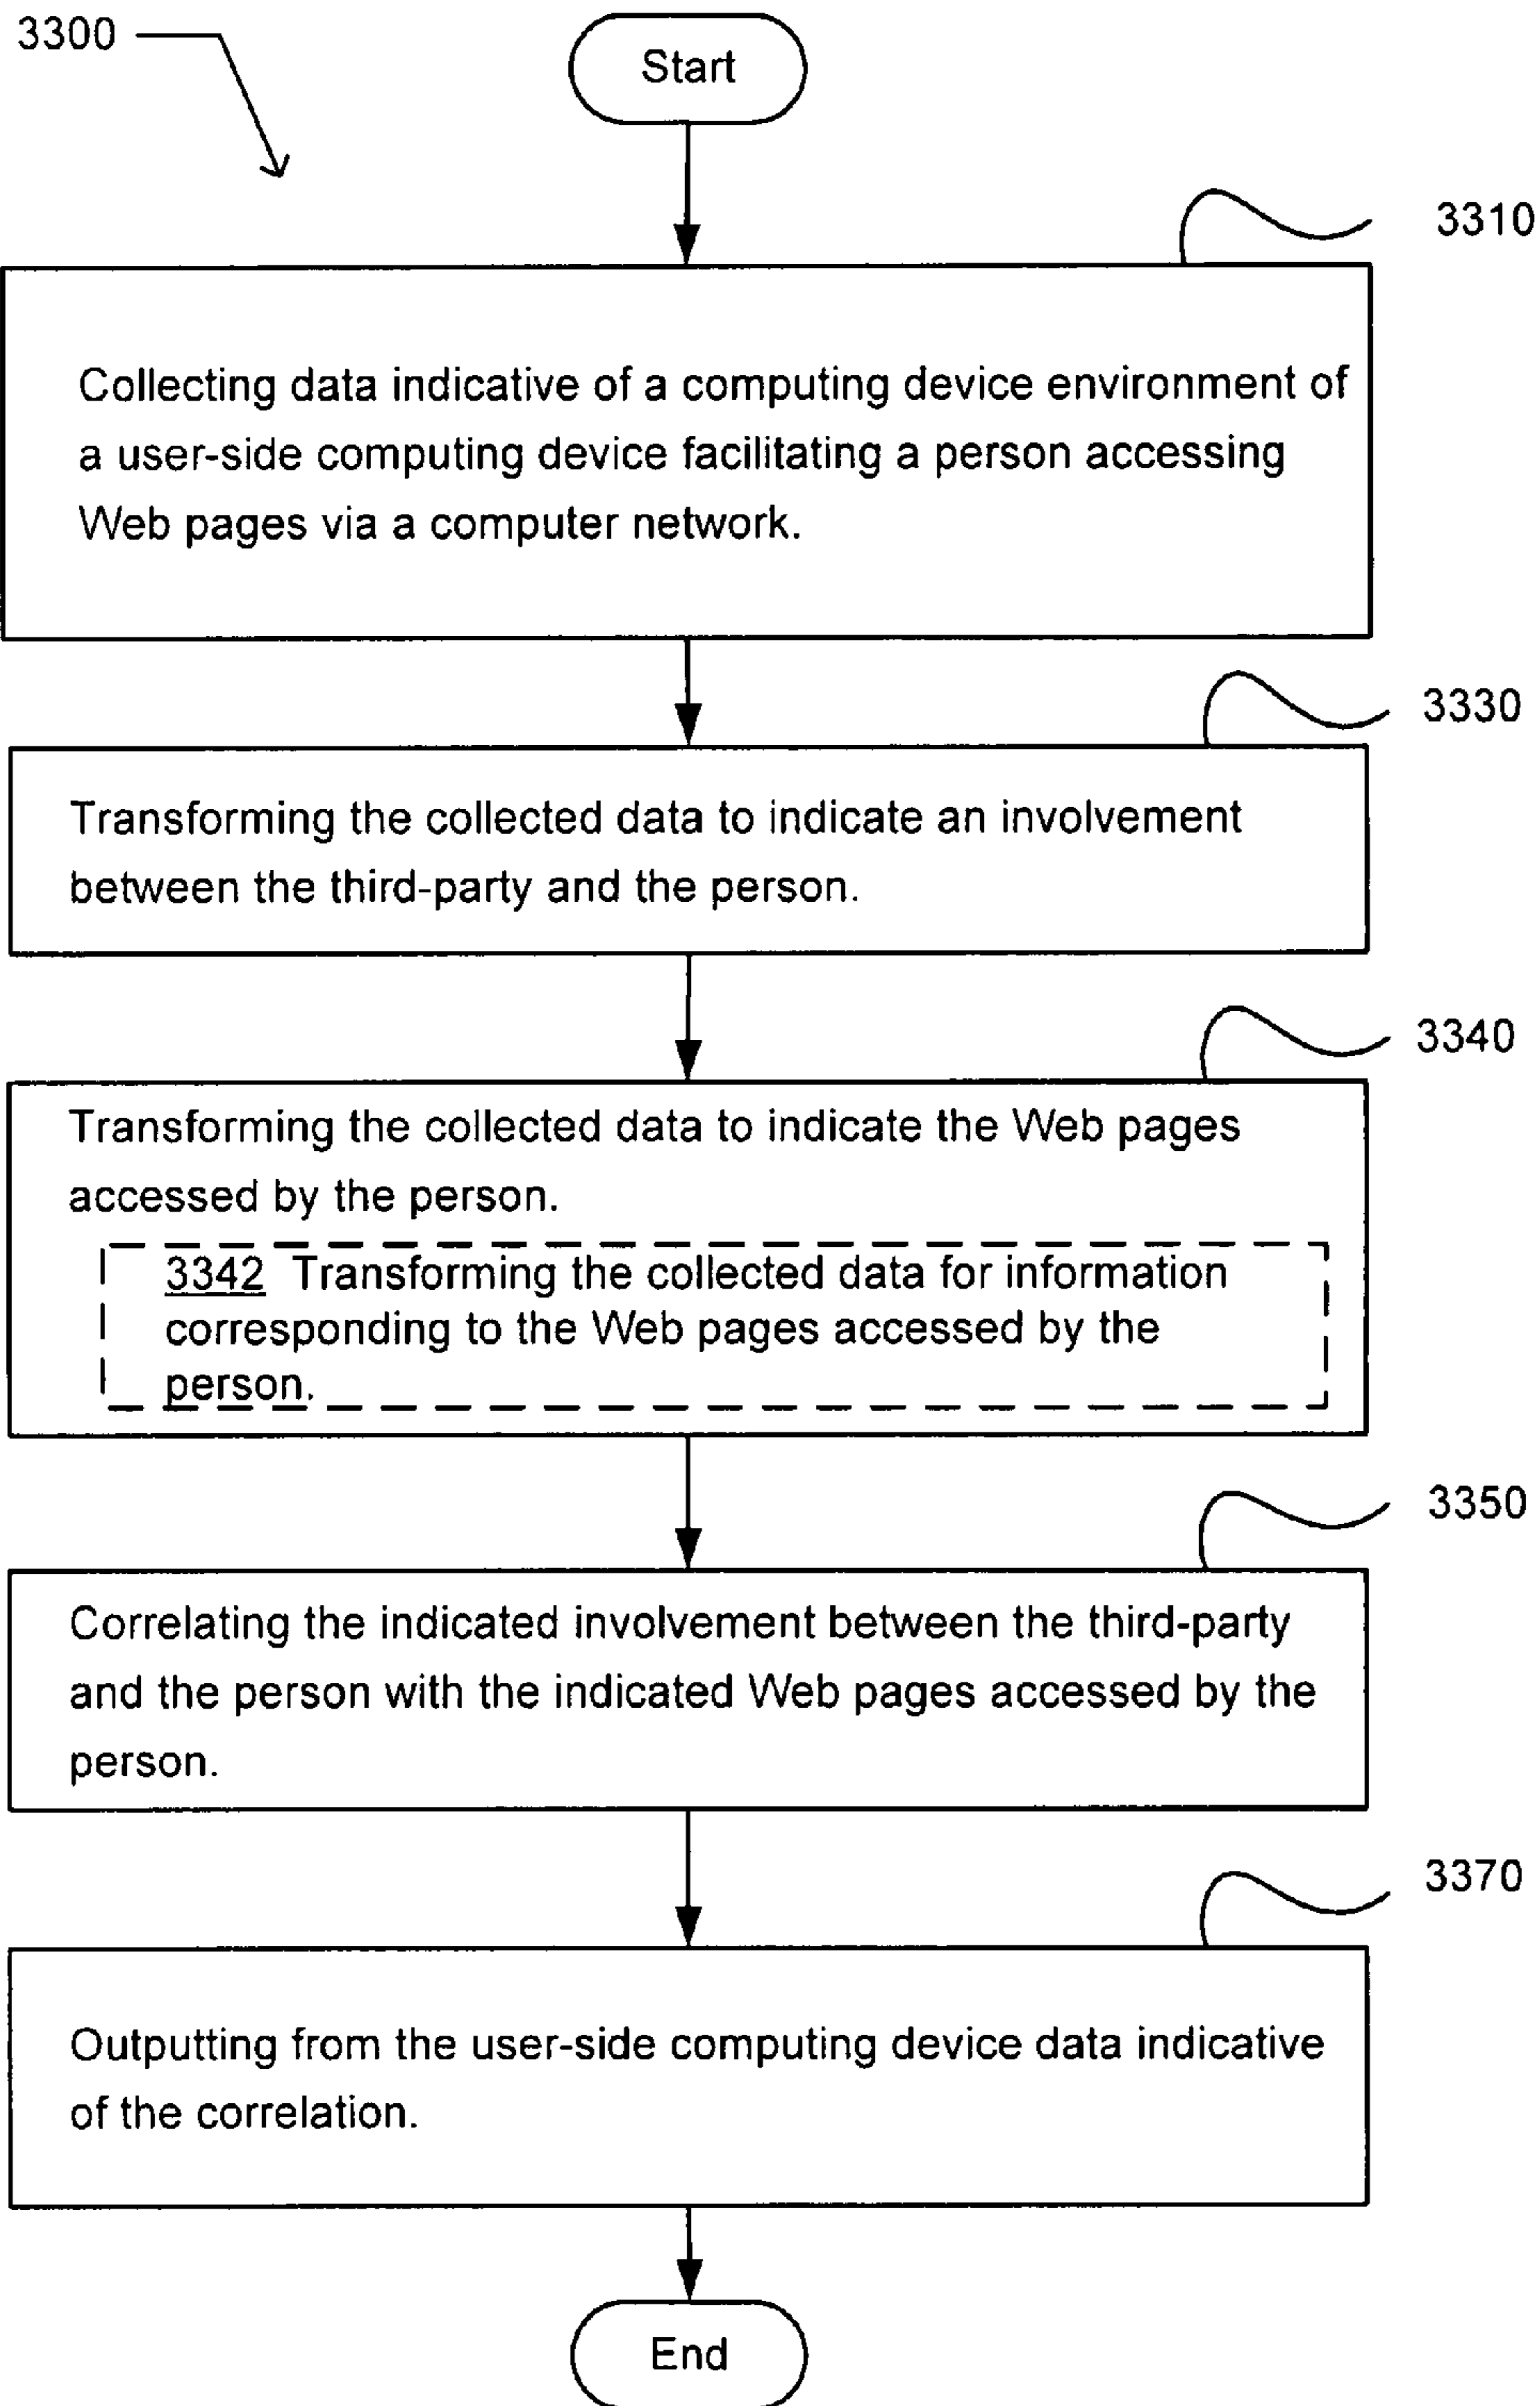 3300
Start
3310
Collecting data indicative of a computing device environment of
a user-side computing device facilitating a person accessing
Web pages via a computer network.
3330
Transforming the collected data to indicate an involvement
between the third-party and the person.
3340
Transforming the collected data to indicate the Web pages
accessed by the person.
3342 Transforming the collected data for information
corresponding to the Web pages accessed by the
person.
3350
Correlating the indicated involvement between the third-party
and the person with the indicated Web pages accessed by the
person.
3370
Outputting from the user-side computing device data indicative
of the correlation.
End